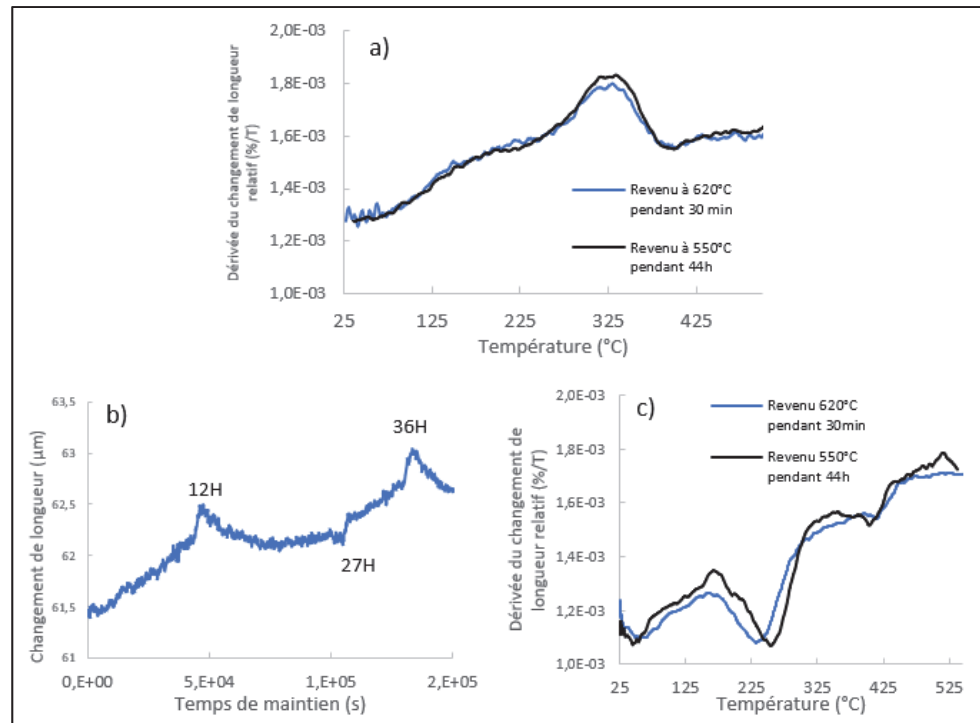 a)
Dérivée du changement de longueur
relatif (%/T)
2,0E-03
1,8E-03
1,6E-03
1,4E-03
1,2E-03
1,0E-03
Revenu à 620°C
pendant 30 min
Revenu à 550°C
pendant 44h
25 125 225 325 425
Température (°C)
b)
Changement de longueur (µm)
63,5
63
62,5
62
61,5
61
12H
36H
27H
0,E+00 5,E+04 1,E+05 2,E+05
Temps de maintien (s)
c)
Dérivée du changement de
longueur relatif (%/T)
2,0E-03
1,8E-03
1,6E-03
1,4E-03
1,2E-03
1,0E-03
Revenu 620°C
pendant 30min
Revenu 550°C
pendant 44h
25 125 225 325 425 525
Température (°C)